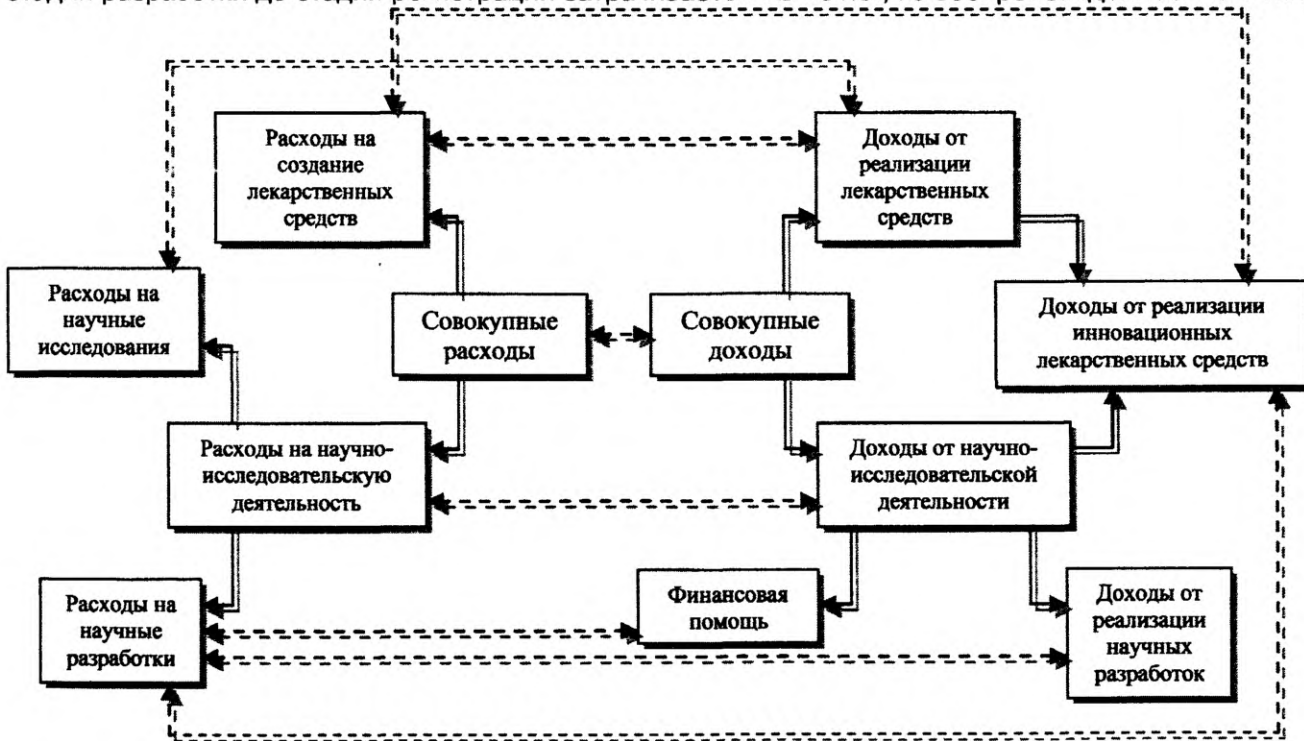 Расходы на
создание
лекарственных
средств
Доходы от
реализации
лекарственных
средств
Расходы на
научные
исследования
Совокупные
расходы
Совокупные
доходы
Доходы от реализации
инновационных
лекарственных средств
Расходы на научно-
исследовательскую
деятельность
Доходы от научно-
исследовательской
деятельности
Расходы на
научные
разработки
Финансовая
помощь
Доходы от
реализации
научных
разработок